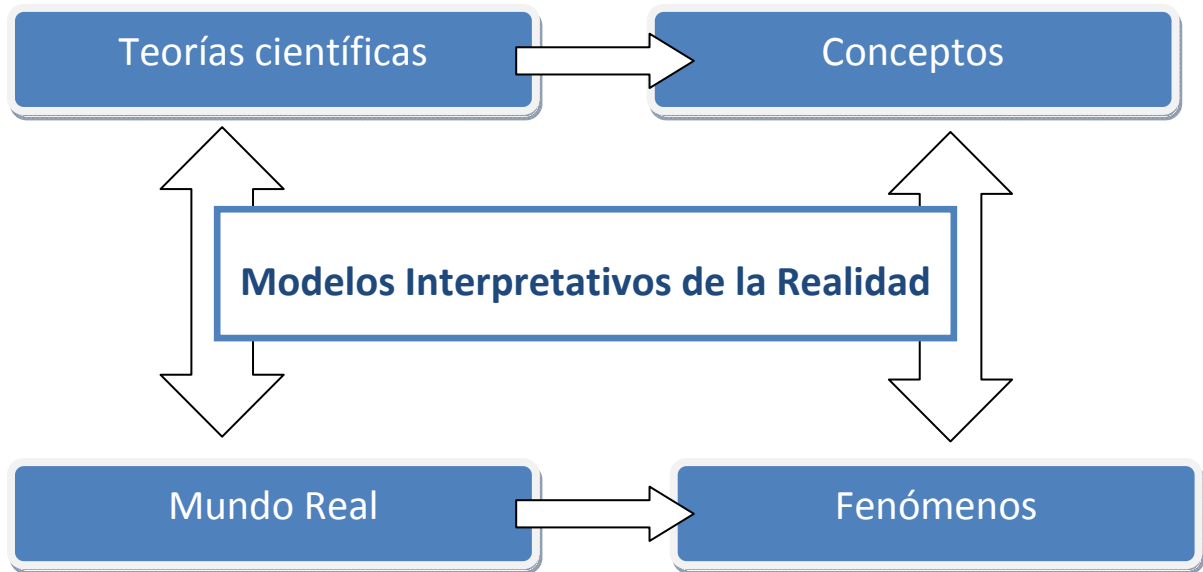 Teorías científicas
Conceptos
Modelos Interpretativos de la Realidad
Mundo Real
Fenómenos